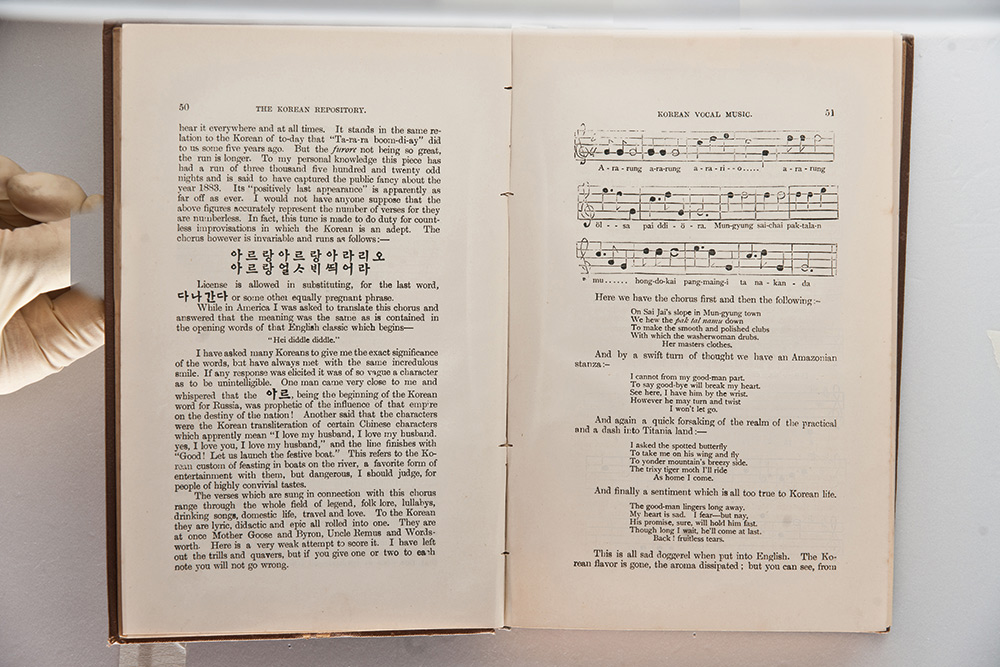 50
THE KOREAN REPOSITORY.
hear it everywhere and at all times. It stands in the same re-
lation to the Korean of to-day that "Ta-ra-ra boom-di-ay" did
to us some five years ago. But the furore not being so great,
the run is longer. To my personal knowledge this piece has
had a run of three thousand five hundred and twenty odd
nights and is said to have captured the public fancy about the
year 1883. Its "positively last appearance" is apparently as
far off as ever. I would not have anyone suppose that the
above figures accurately represent the number of verses for they
are numberless. In fact, this tune is made to do duty for count-
less improvisations in which the Korean is an adept. The
chorus however is invariable and runs as follows:—
아르랑아르랑아라리오
아르랑얼ᄉᆞ비ᄯᅴ어라
License is allowed in substituting, for the last word,
다나간다 or some other equally pregnant phrase.
While in America I was asked to translate this chorus and
answered that the meaning was the same as is contained in
the opening words of that English classic which begins—
"Hei diddle diddle."
I have asked many Koreans to give me the exact significance
of the words, but have always met with the same incredulous
smile. If any response was elicited it was of so vague a character
as to be unintelligible. One man came very close to me and
whispered that the 아르, being the beginning of the Korean
word for Russia, was prophetic of the influence of that empire
on the destiny of the nation! Another said that the characters
were the Korean transliteration of certain Chinese characters
which apprently mean "I love my husband, I love my husband.
yes, I love you, I love my husband," and the line finishes with
"Good! Let us launch the festive boat." This refers to the Ko-
rean custom of feasting in boats on the river, a favorite form of
entertainment with them, but dangerous, I should judge, for
people of highly convivial tastes.
The verses which are sung in connection with this chorus
range through the whole field of legend, folk lore, lullabys,
drinking songs, domestic life, travel and love. To the Korean
they are lyric, didactic and epic all rolled into one. They are
at once Mother Goose and Byron, Uncle Remus and Words-
worth. Here is a very weak attempt to score it. I have left
out the trills and quavers, but if you give one or two to each
note you will not go wrong.
KOREAN VOCAL MUSIC.
51
A - ra - rung a-ra-rung a - ra - ri - - o..... a - ra - rung
öl - - sa pai ddi - ö - ra. Mun-gyung sai-chai pak-tala-n
mu...... hong-do-kai pang-maing-i ta na - kan - da
Here we have the chorus first and then the following:-
On Sai Jai's slope in Mun-gyung town
We hew the pak tal namu down
To make the smooth and polished clubs
With which the washerwoman drubs.
Her masters clothes.
And by a swift turn of thought we have an Amazonian
stanza:-
I cannot from my good-man part.
To say good-bye will break my heart.
See here, I have him by the wrist.
However he may turn and twist
I won't let go.
And again a quick forsaking of the realm of the practical
and a dash into Titania land:—
I asked the spotted butterfly
To take me on his wing and fly
To yonder mountain's breezy side.
The trixy tiger moth I'll ride
As home I come.
And finally a sentiment which is all too true to Korean life.
The good-man lingers long away.
My heart is sad. I fear—but nay,
His promise, sure, will hold him fast.
Though long I wait, he'll come at last.
Back! fruitless tears.
This is all sad doggerel when put into English. The Ko-
rean flavor is gone, the aroma dissipated; but you can see, from